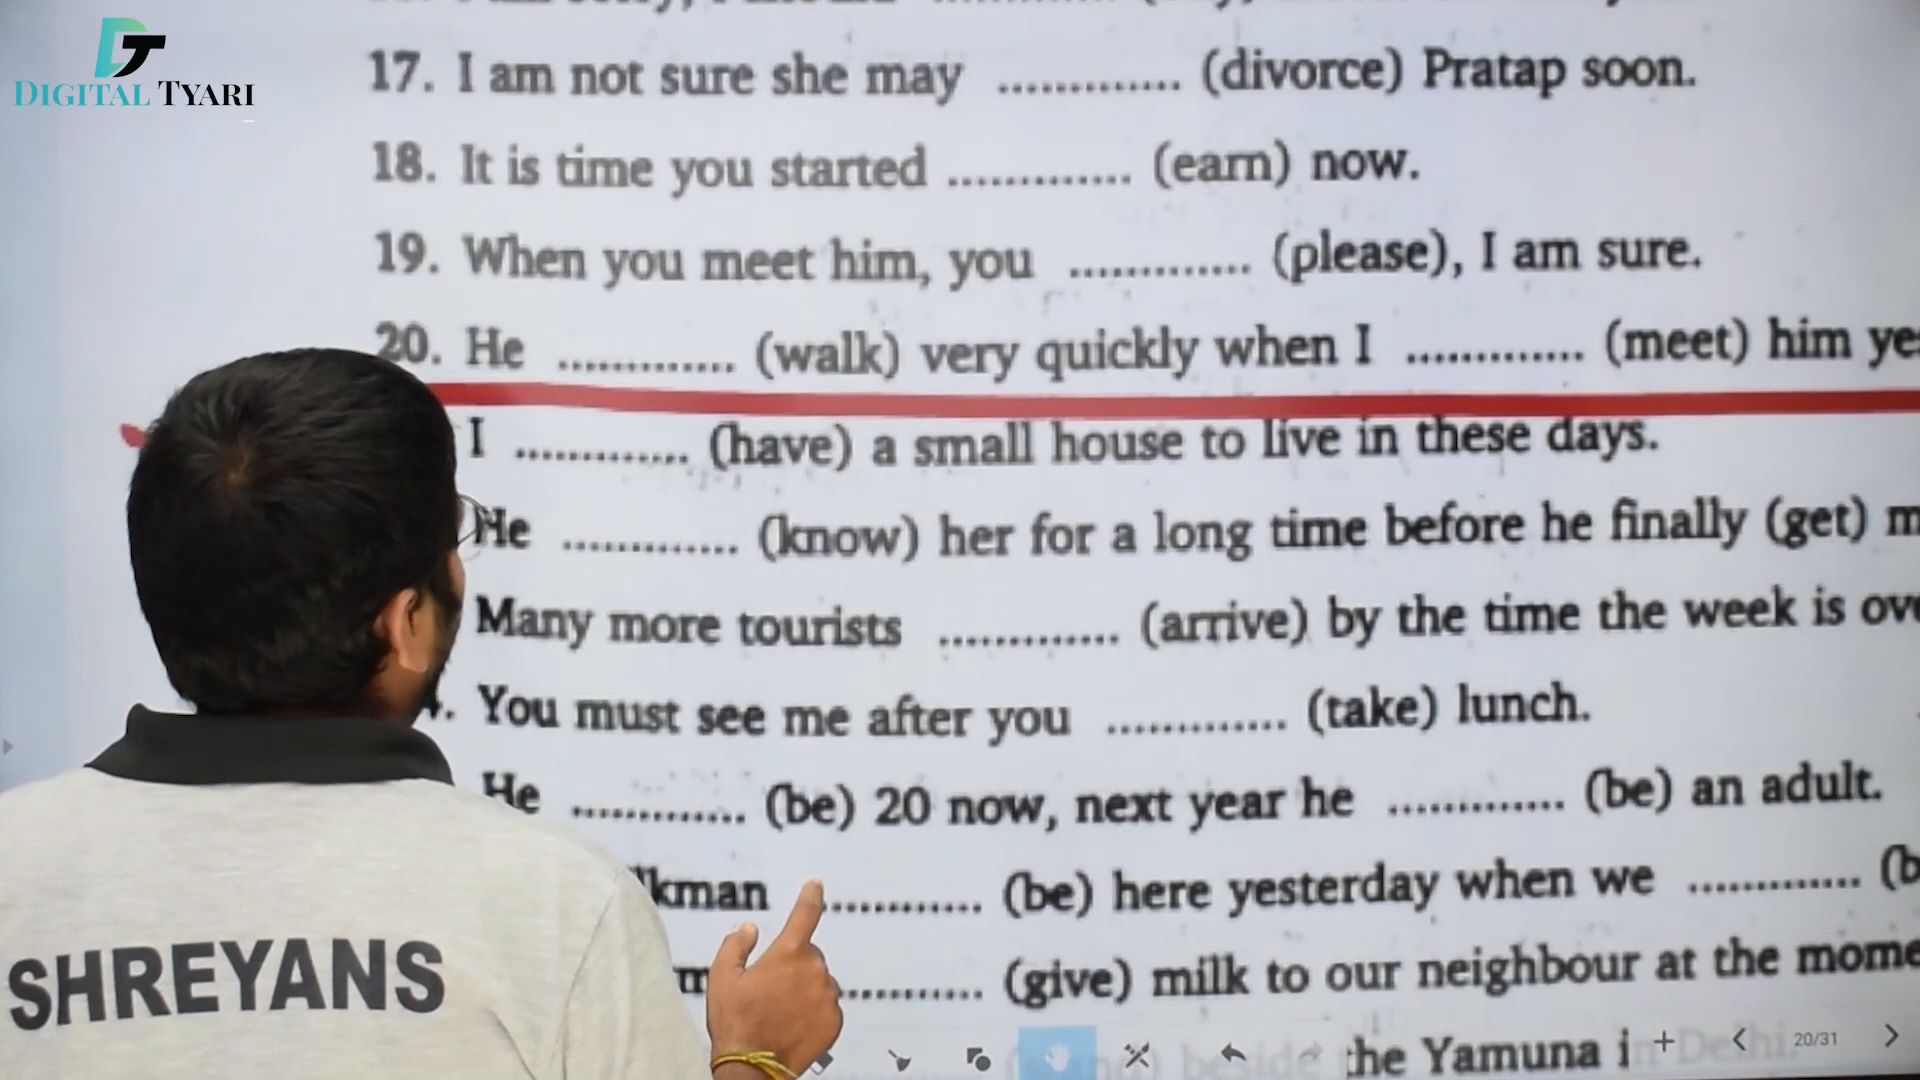 DT
DIGITAL TYARI
17. I am not sure she may ............. (divorce) Pratap soon.
18. It is time you started ............. (earn) now.
19. When you meet him, you ............. (please), I am sure.
20. He ............. (walk) very quickly when I ............. (meet) him ye
I ............. (have) a small house to live in these days.
He ............. (know) her for a long time before he finally (get) m
Many more tourists ............. (arrive) by the time the week is ov
. You must see me after you ............. (take) lunch.
He ............. (be) 20 now, next year he ............. (be) an adult.
kman ............ (be) here yesterday when we ............. (b
m ........... (give) milk to our neighbour at the mome
beside the Yamuna in Delhi.
20/31
SHREYANS